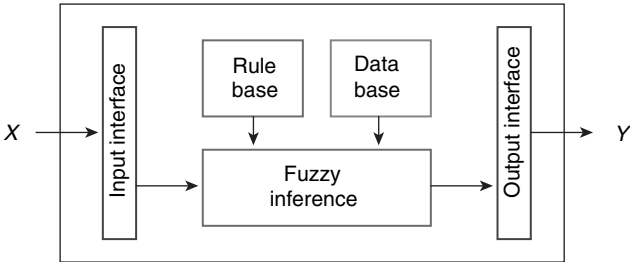 X
Input interface
Rule
base
Data
base
Fuzzy
inference
Output interface
Y